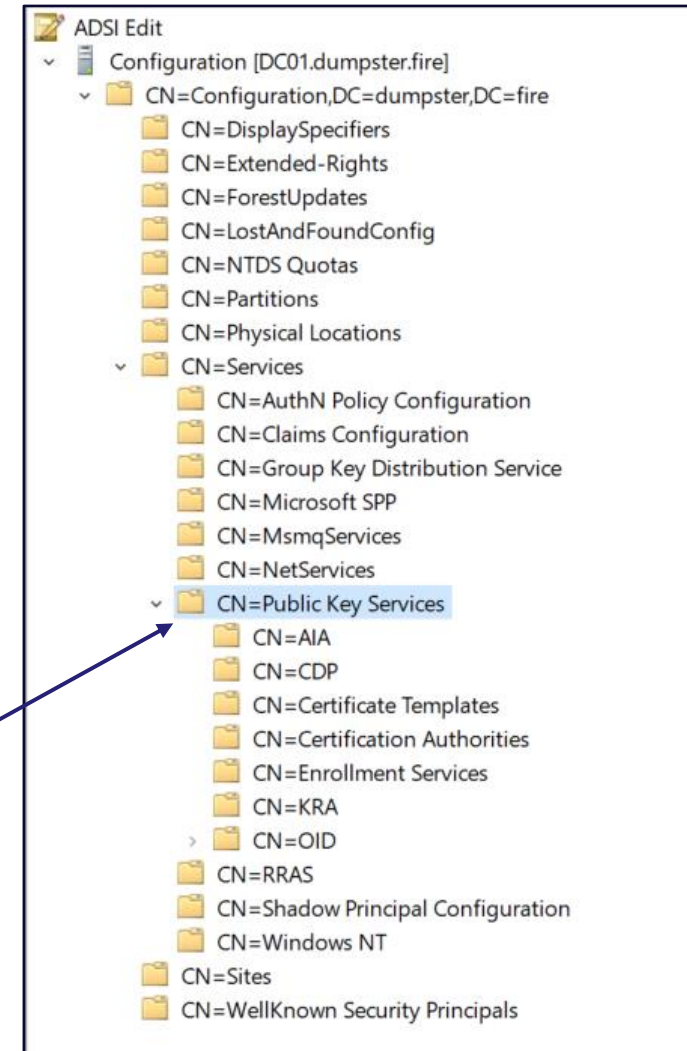 ADSI Edit
Configuration [DC01.dumpster.fire]
CN=Configuration,DC=dumpster,DC=fire
CN=DisplaySpecifiers
CN=Extended-Rights
CN=ForestUpdates
CN=LostAndFoundConfig
CN=NTDS Quotas
CN=Partitions
CN=Physical Locations
CN=Services
CN=AuthN Policy Configuration
CN=Claims Configuration
CN=Group Key Distribution Service
CN=Microsoft SPP
CN=MsmqServices
CN=NetServices
CN=Public Key Services
CN=AIA
CN=CDP
CN=Certificate Templates
CN=Certification Authorities
CN=Enrollment Services
CN=KRA
CN=OID
CN=RRAS
CN=Shadow Principal Configuration
CN=Windows NT
CN=Sites
CN=WellKnown Security Principals